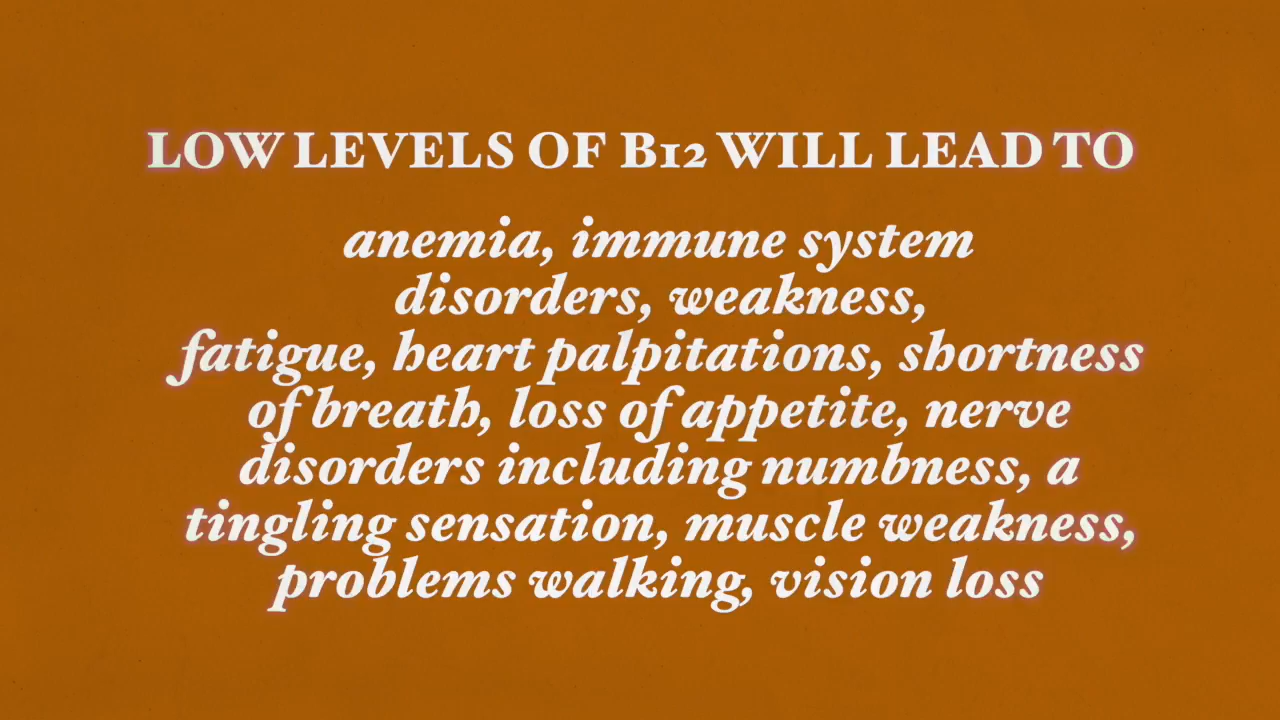 LOW LEVELS OF B12 WILL LEAD TO
anemia, immune system
disorders, weakness,
fatigue, heart palpitations, shortness
of breath, loss of appetite, nerve
disorders including numbness, a
tingling sensation, muscle weakness,
problems walking, vision loss